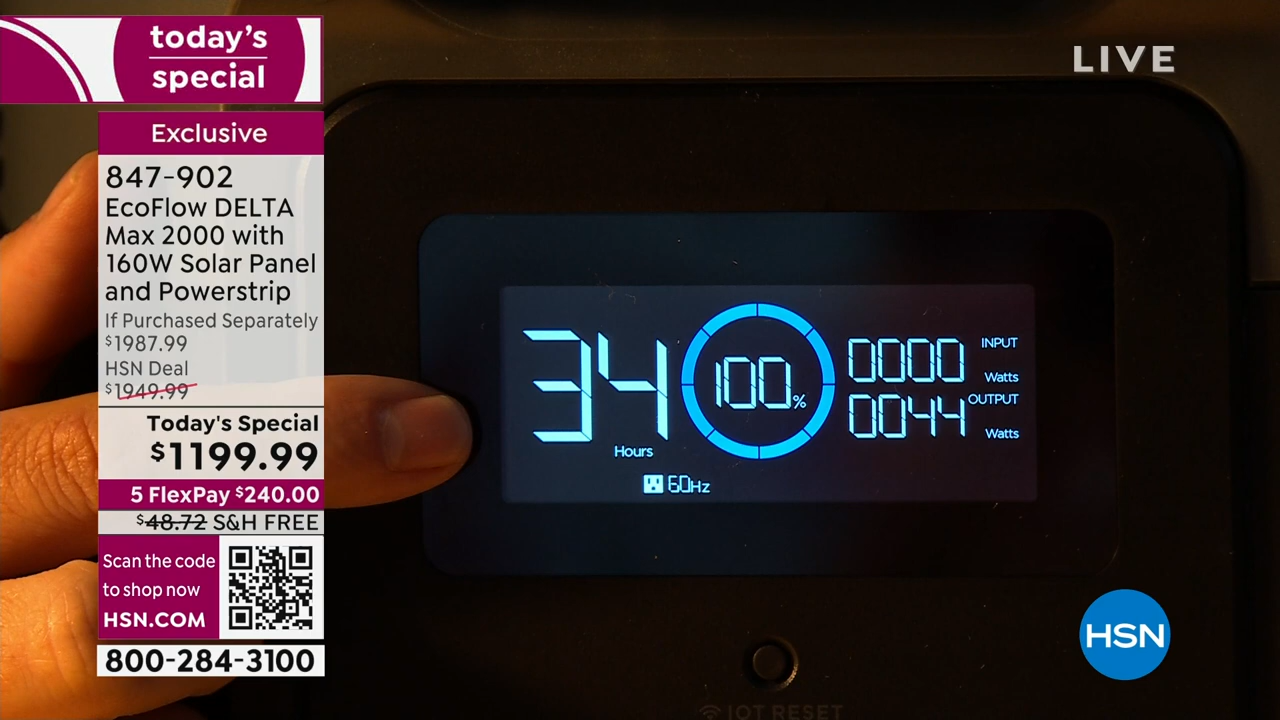 today's
special
LIVE
Exclusive
847-902
EcoFlow DELTA
Max 2000 with
160W Solar Panel
and Powerstrip
If Purchased Separately
$1987.99
HSN Deal
$1949.99
Today's Special
$1199.99
5 FlexPay $240.00
$48.72 S&H FREE
Scan the code
to shop now
HSN.COM
800-284-3100
34
Hours
100%
0000 INPUT
Watts
0044 OUTPUT
Watts
60Hz
IOT RESET
HSN